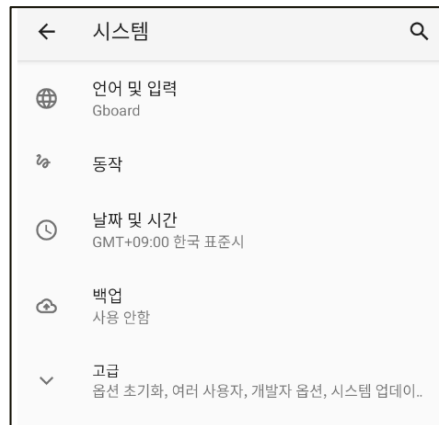 시스템
언어 및 입력
Gboard
동작
날짜 및 시간
GMT+09:00 한국 표준시
백업
사용 안함
고급
옵션 초기화, 여러 사용자, 개발자 옵션, 시스템 업데이..